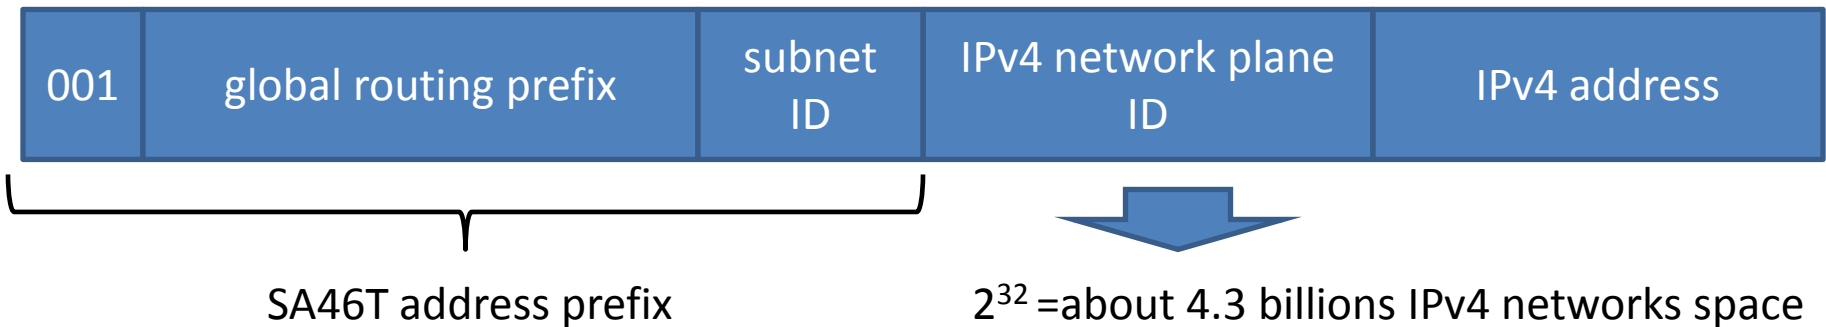 001
global routing prefix
subnet
ID
IPv4 network plane
ID
IPv4 address
SA46T address prefix
2³² =about 4.3 billions IPv4 networks space